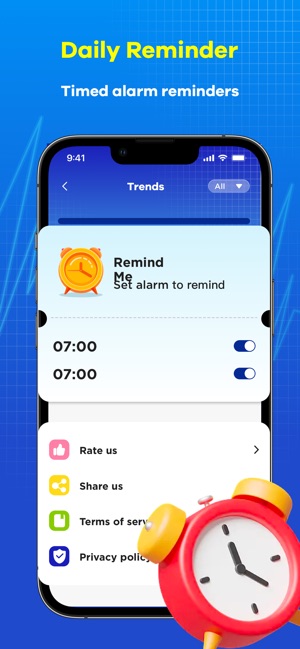 Daily Reminder
Timed alarm reminders
9:41
Trends
All
Remind
Me
Set alarm to remind
07:00
07:00
Rate us
Share us
Terms of serv
Privacy policy